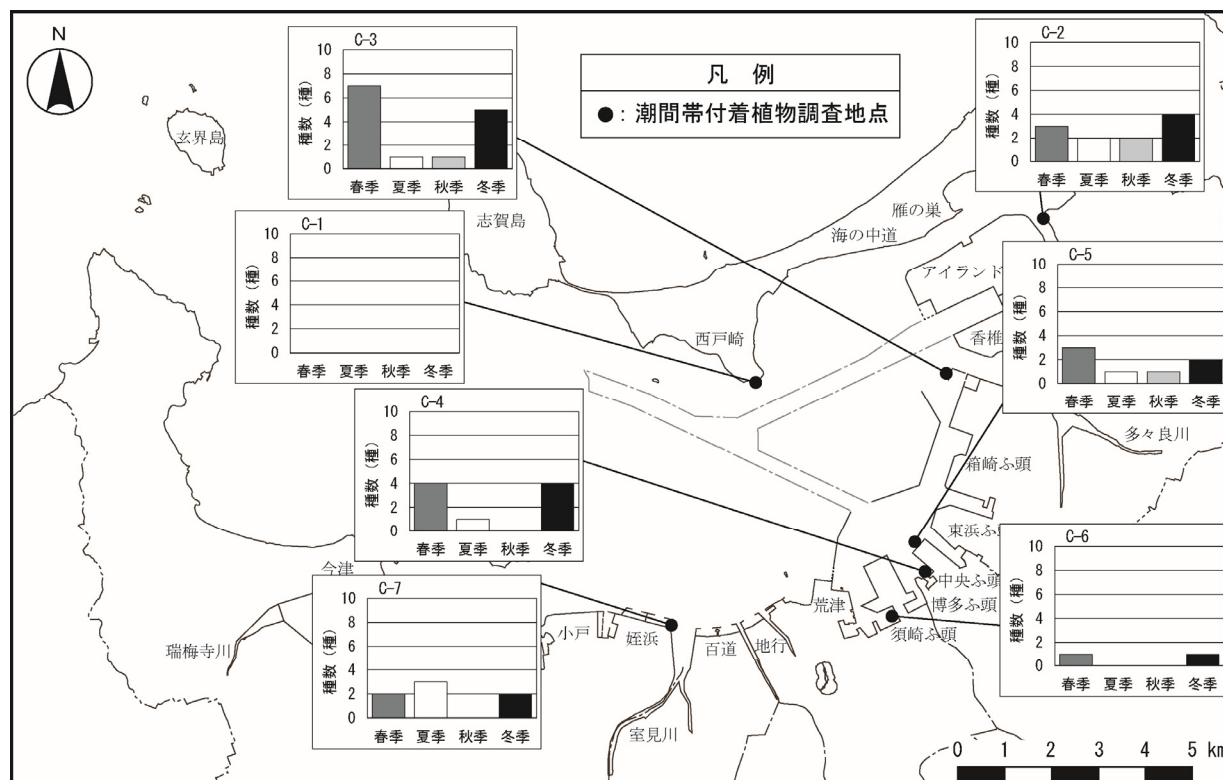 N
C-3
種数（種）
10
8
6
4
2
0
春季 夏季 秋季 冬季
凡 例
●：潮間帯付着植物調査地点
C-2
種数（種）
10
8
6
4
2
0
春季 夏季 秋季 冬季
玄界島
志賀島
雁の巣
海の中道
C-1
種数（種）
10
8
6
4
2
0
春季 夏季 秋季 冬季
アイランド
C-5
種数（種）
10
8
6
4
2
0
春季 夏季 秋季 冬季
西戸崎
香椎
C-4
種数（種）
10
8
6
4
2
0
春季 夏季 秋季 冬季
多々良川
箱崎ふ頭
東浜ふ
C-6
種数（種）
10
8
6
4
2
0
春季 夏季 秋季 冬季
今津
中央ふ頭
博多ふ頭
須崎ふ頭
荒津
C-7
種数（種）
10
8
6
4
2
0
春季 夏季 秋季 冬季
瑞梅寺川
小戸
姪浜
百道
地行
室見川
0 1 2 3 4 5 km